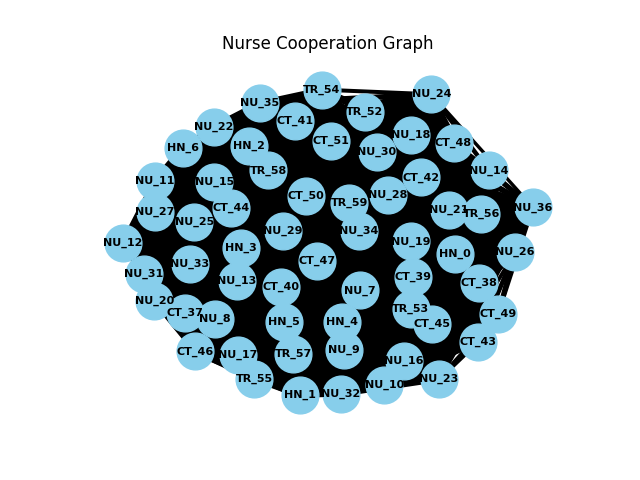 Nurse Cooperation Graph
TR_54
NU_24
NU_35
TR_52
CT_41
NU_22
NU_18
CT_51
CT_48
HN_2
HN_6
NU_30
TR_58
NU_14
CT_42
NU_11
NU_15
NU_28
CT_50
TR_59
CT_44
NU_36
NU_21
NU_27
TR_56
NU_25
NU_29
NU_34
NU_19
NU_12
HN_3
NU_26
HN_0
CT_47
NU_33
NU_31
CT_39
NU_13
CT_38
CT_40
NU_7
NU_20
TR_53
CT_37
CT_49
NU_8
HN_5
HN_4
CT_45
CT_43
NU_9
CT_46
TR_57
NU_17
NU_16
TR_55
NU_23
NU_10
NU_32
HN_1